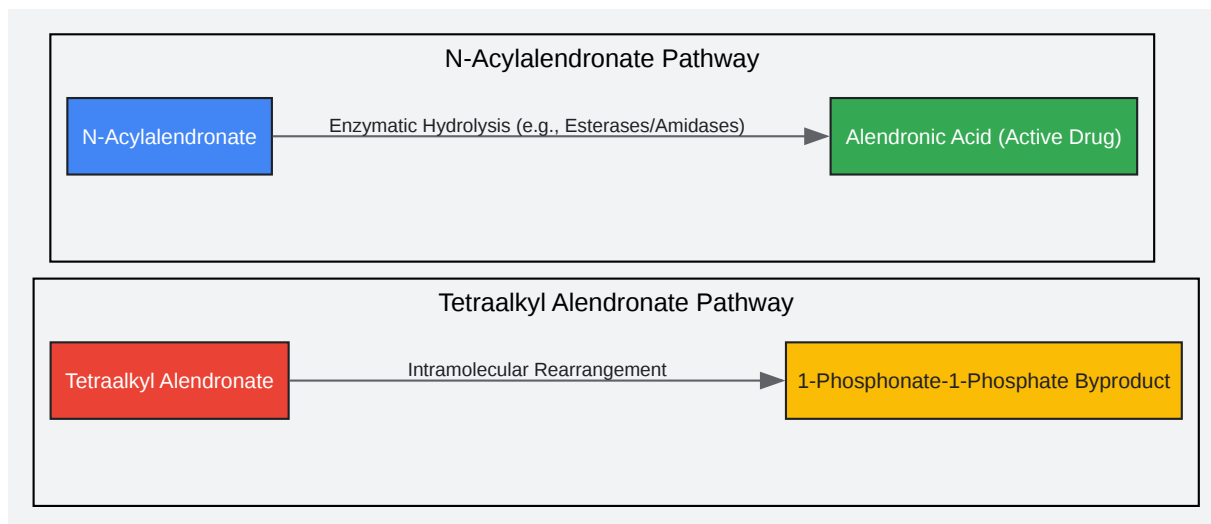 N-Acylalendronate Pathway
N-Acylalendronate
Enzymatic Hydrolysis (e.g., Esterases/Amidases)
Alendronic Acid (Active Drug)
Tetraalkyl Alendronate Pathway
Tetraalkyl Alendronate
Intramolecular Rearrangement
1-Phosphonate-1-Phosphate Byproduct